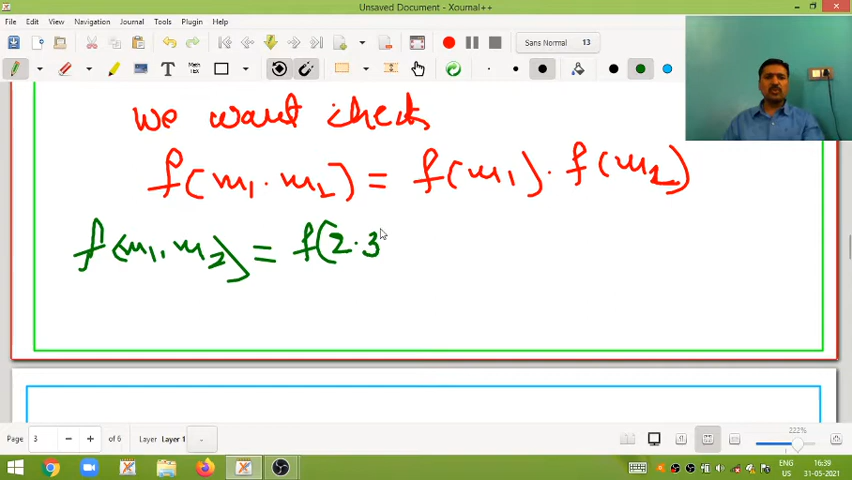 Unsaved Document - Xournal++
File Edit View Navigation Journal Tools Plugin Help
Sans Normal 13
we want check
f(m₁·m₂) = f(m₁)·f(m₂)
f(m₁·m₂) = f(2·3
Page 3 of 6 Layer Layer 1 222%
ENG 16:39
US 31-05-2021